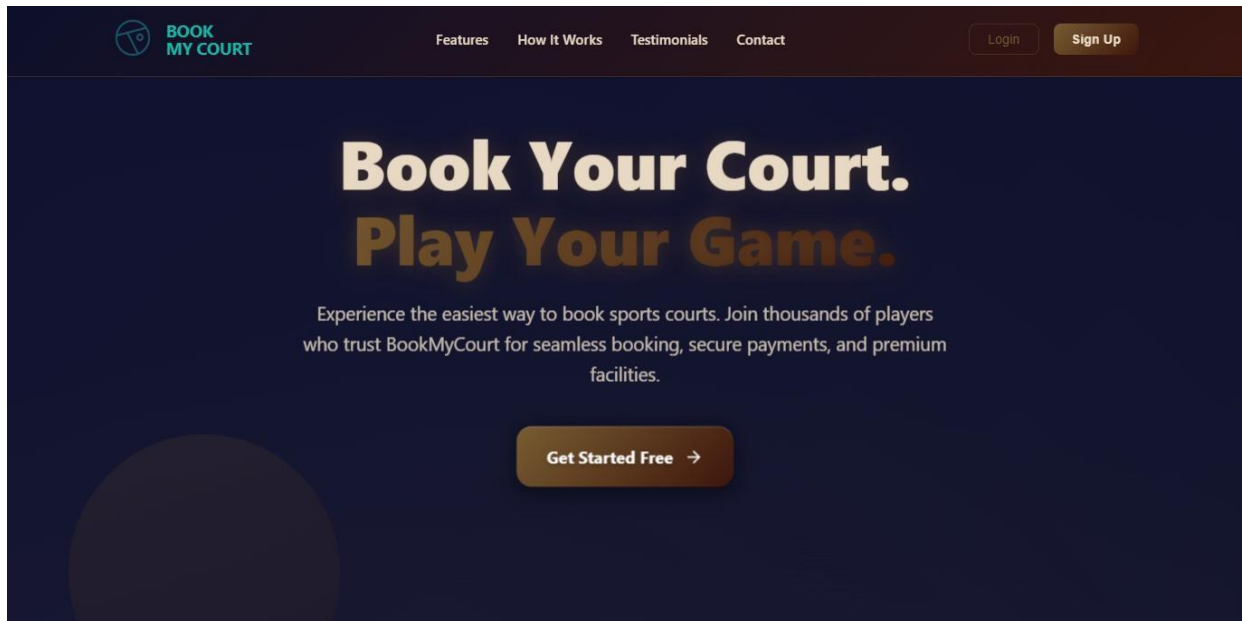 BOOK
MY COURT
Features How It Works Testimonials Contact
Login Sign Up
Book Your Court.
Play Your Game.
Experience the easiest way to book sports courts. Join thousands of players
who trust BookMyCourt for seamless booking, secure payments, and premium
facilities.
Get Started Free →